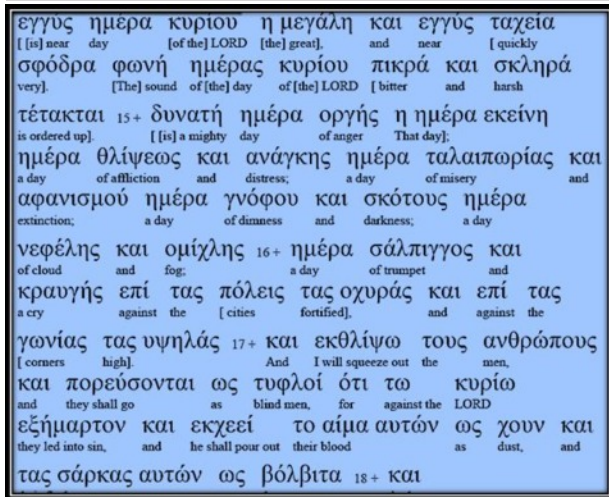 εγγύς ημέρα κυρίου η μεγάλη και εγγύς ταχεία
[ [is] near day [of the] LORD [the] great], and near [ quickly
σφόδρα φωνή ημέρας κυρίου πικρά και σκληρά
very]. [The] sound of [the] day of [the] LORD [ bitter and harsh
τέτακται 15+ δυνατή ημέρα οργής η ημέρα εκείνη
is ordered up]. [ [is] a mighty day of anger That day];
ημέρα θλίψεως και ανάγκης ημέρα ταλαιπωρίας και
a day of affliction and distress; a day of misery and
αφανισμού ημέρα γνόφου και σκότους ημέρα
extinction; a day of dimness and darkness; a day
νεφέλης και ομίχλης 16+ ημέρα σάλπιγγος και
of cloud and fog; a day of trumpet and
κραυγής επί τας πόλεις τας οχυράς και επί τας
a cry against the [ cities fortified], and against the
γωνίας τας υψηλάς 17+ και εκθλίψω τους ανθρώπους
[ corners high]. And I will squeeze out the men,
και πορεύσονται ως τυφλοί ότι τω κυρίω
and they shall go as blind men, for against the LORD
εξήμαρτον και εκχεεί το αίμα αυτών ως χουν και
they led into sin, and he shall pour out their blood as dust, and
τας σάρκας αυτών ως βόλβιτα 18+ και